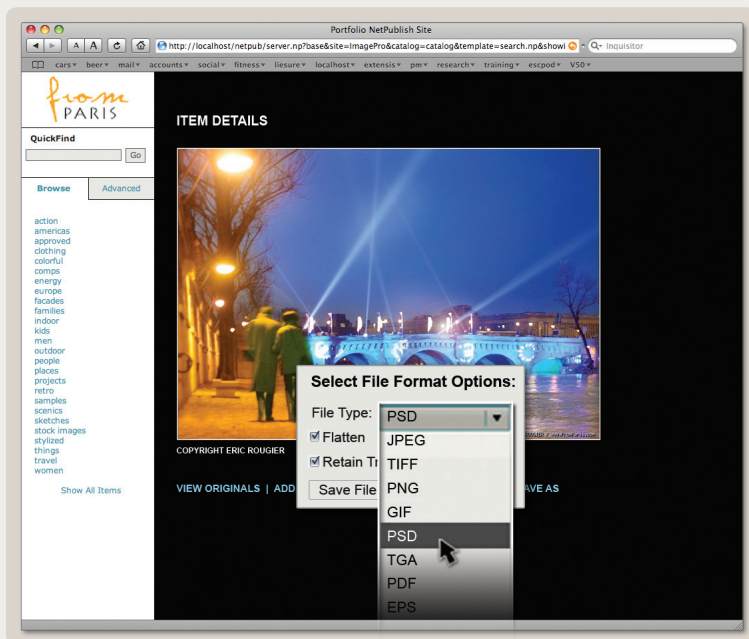 Portfolio NetPublish Site
A A http://localhost/netpub/server.np?base&site=ImagePro&catalog=catalog&template=search.np&showi Q- Inquisitor
cars beer mail accounts social fitness liesure localhost extensis pm research training escpod V50
from
PARIS
QuickFind
Go
Browse Advanced
action
americas
approved
clothing
colorful
comps
energy
europe
facades
families
indoor
kids
men
outdoor
people
places
projects
retro
samples
scenics
sketches
stock images
stylized
things
travel
women
Show All Items
ITEM DETAILS
COPYRIGHT ERIC ROUGIER
VIEW ORIGINALS | ADD AVE AS
Select File Format Options:
File Type: PSD
Flatten
Retain Tr
Save File
JPEG
TIFF
PNG
GIF
PSD
TGA
PDF
EPS